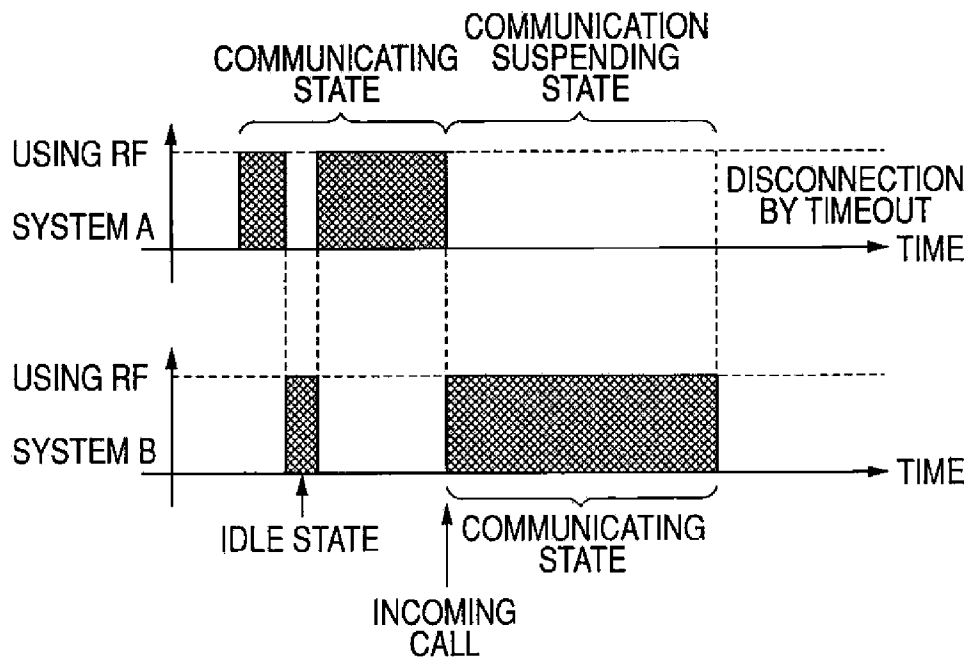 COMMUNICATING
STATE
COMMUNICATION
SUSPENDING
STATE
USING RF
SYSTEM A
DISCONNECTION
BY TIMEOUT
TIME
USING RF
SYSTEM B
TIME
IDLE STATE
COMMUNICATING
STATE
INCOMING
CALL